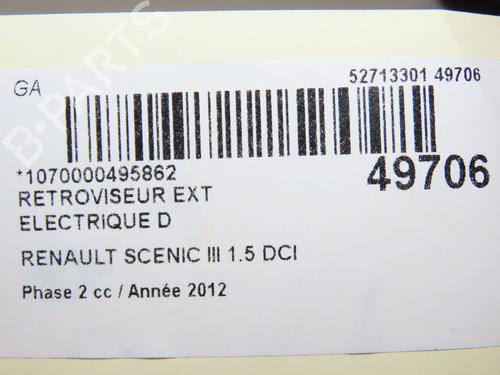 GA
52713301 49706
*1070000495862
49706
RETROVISEUR EXT
ELECTRIQUE D
RENAULT SCENIC III 1.5 DCI
Phase 2 cc / Année 2012
B-PARTS